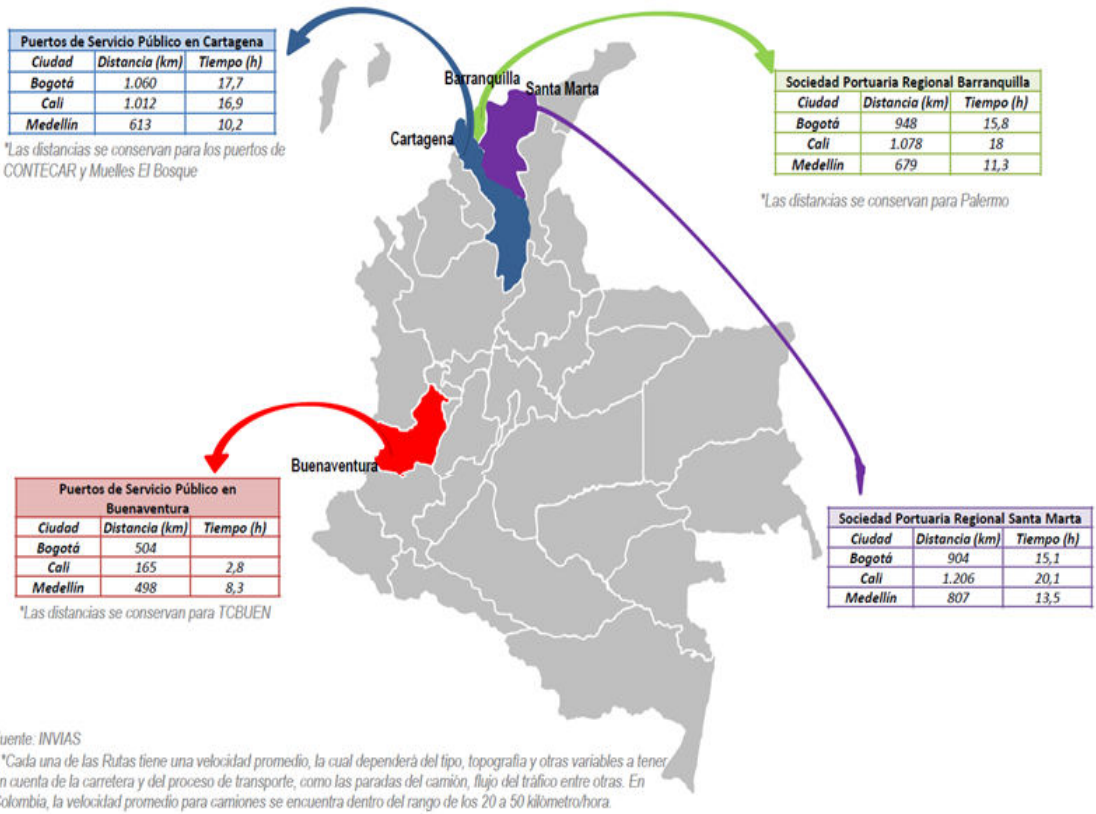 Puertos de Servicio Público en Cartagena
Ciudad Distancia (km) Tiempo (h)
Bogotá 1.060 17,7
Cali 1.012 16,9
Medellín 613 10,2
*Las distancias se conservan para los puertos de
CONTECAR y Muelles El Bosque
Barranquilla
Santa Marta
Cartagena
Sociedad Portuaria Regional Barranquilla
Ciudad Distancia (km) Tiempo (h)
Bogotá 948 15,8
Cali 1.078 18
Medellín 679 11,3
*Las distancias se conservan para Palermo
Buenaventura
Puertos de Servicio Público en
Buenaventura
Ciudad Distancia (km) Tiempo (h)
Bogotá 504
Cali 165 2,8
Medellín 498 8,3
*Las distancias se conservan para TCBUEN
Sociedad Portuaria Regional Santa Marta
Ciudad Distancia (km) Tiempo (h)
Bogotá 904 15,1
Cali 1.206 20,1
Medellín 807 13,5
uente: INVIAS
*Cada una de las Rutas tiene una velocidad promedio, la cual dependerá del tipo, topografía y otras variables a tener
n cuenta de la carretera y del proceso de transporte, como las paradas del camión, flujo del tráfico entre otras. En
olombia, la velocidad promedio para camiones se encuentra dentro del rango de los 20 a 50 kilómetro/hora.